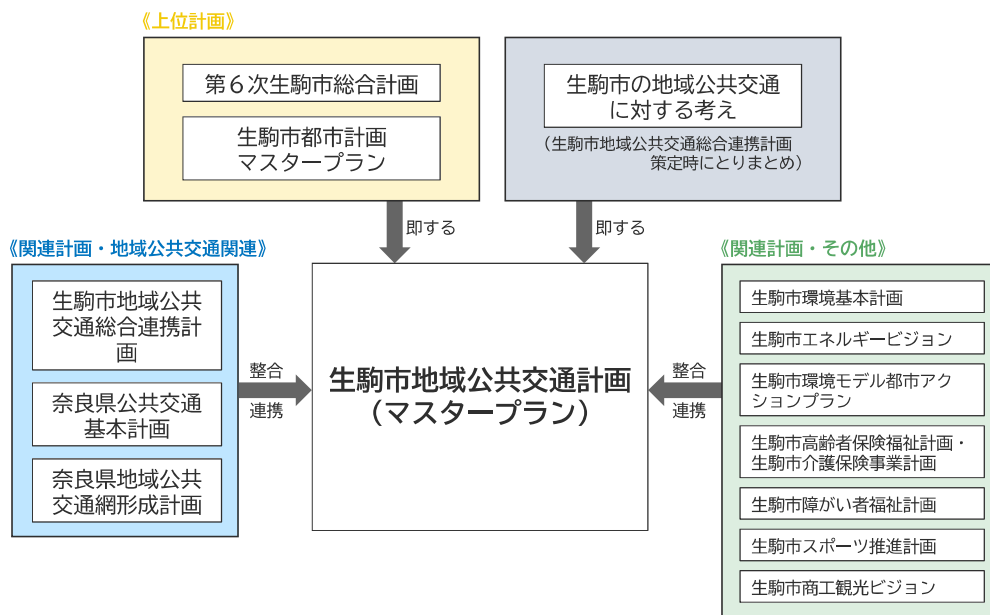 《上位計画》
第6次生駒市総合計画
生駒市都市計画
マスタープラン
生駒市の地域公共交通
に対する考え
(生駒市地域公共交通総合連携計画
策定時にとりまとめ)
即する
即する
《関連計画・地域公共交通関連》
生駒市地域公共
交通総合連携計
画
奈良県公共交通
基本計画
奈良県地域公共
交通網形成計画
整合
連携
生駒市地域公共交通計画
(マスタープラン)
整合
連携
《関連計画・その他》
生駒市環境基本計画
生駒市エネルギービジョン
生駒市環境モデル都市アク
ションプラン
生駒市高齢者保険福祉計画・
生駒市介護保険事業計画
生駒市障がい者福祉計画
生駒市スポーツ推進計画
生駒市商工観光ビジョン